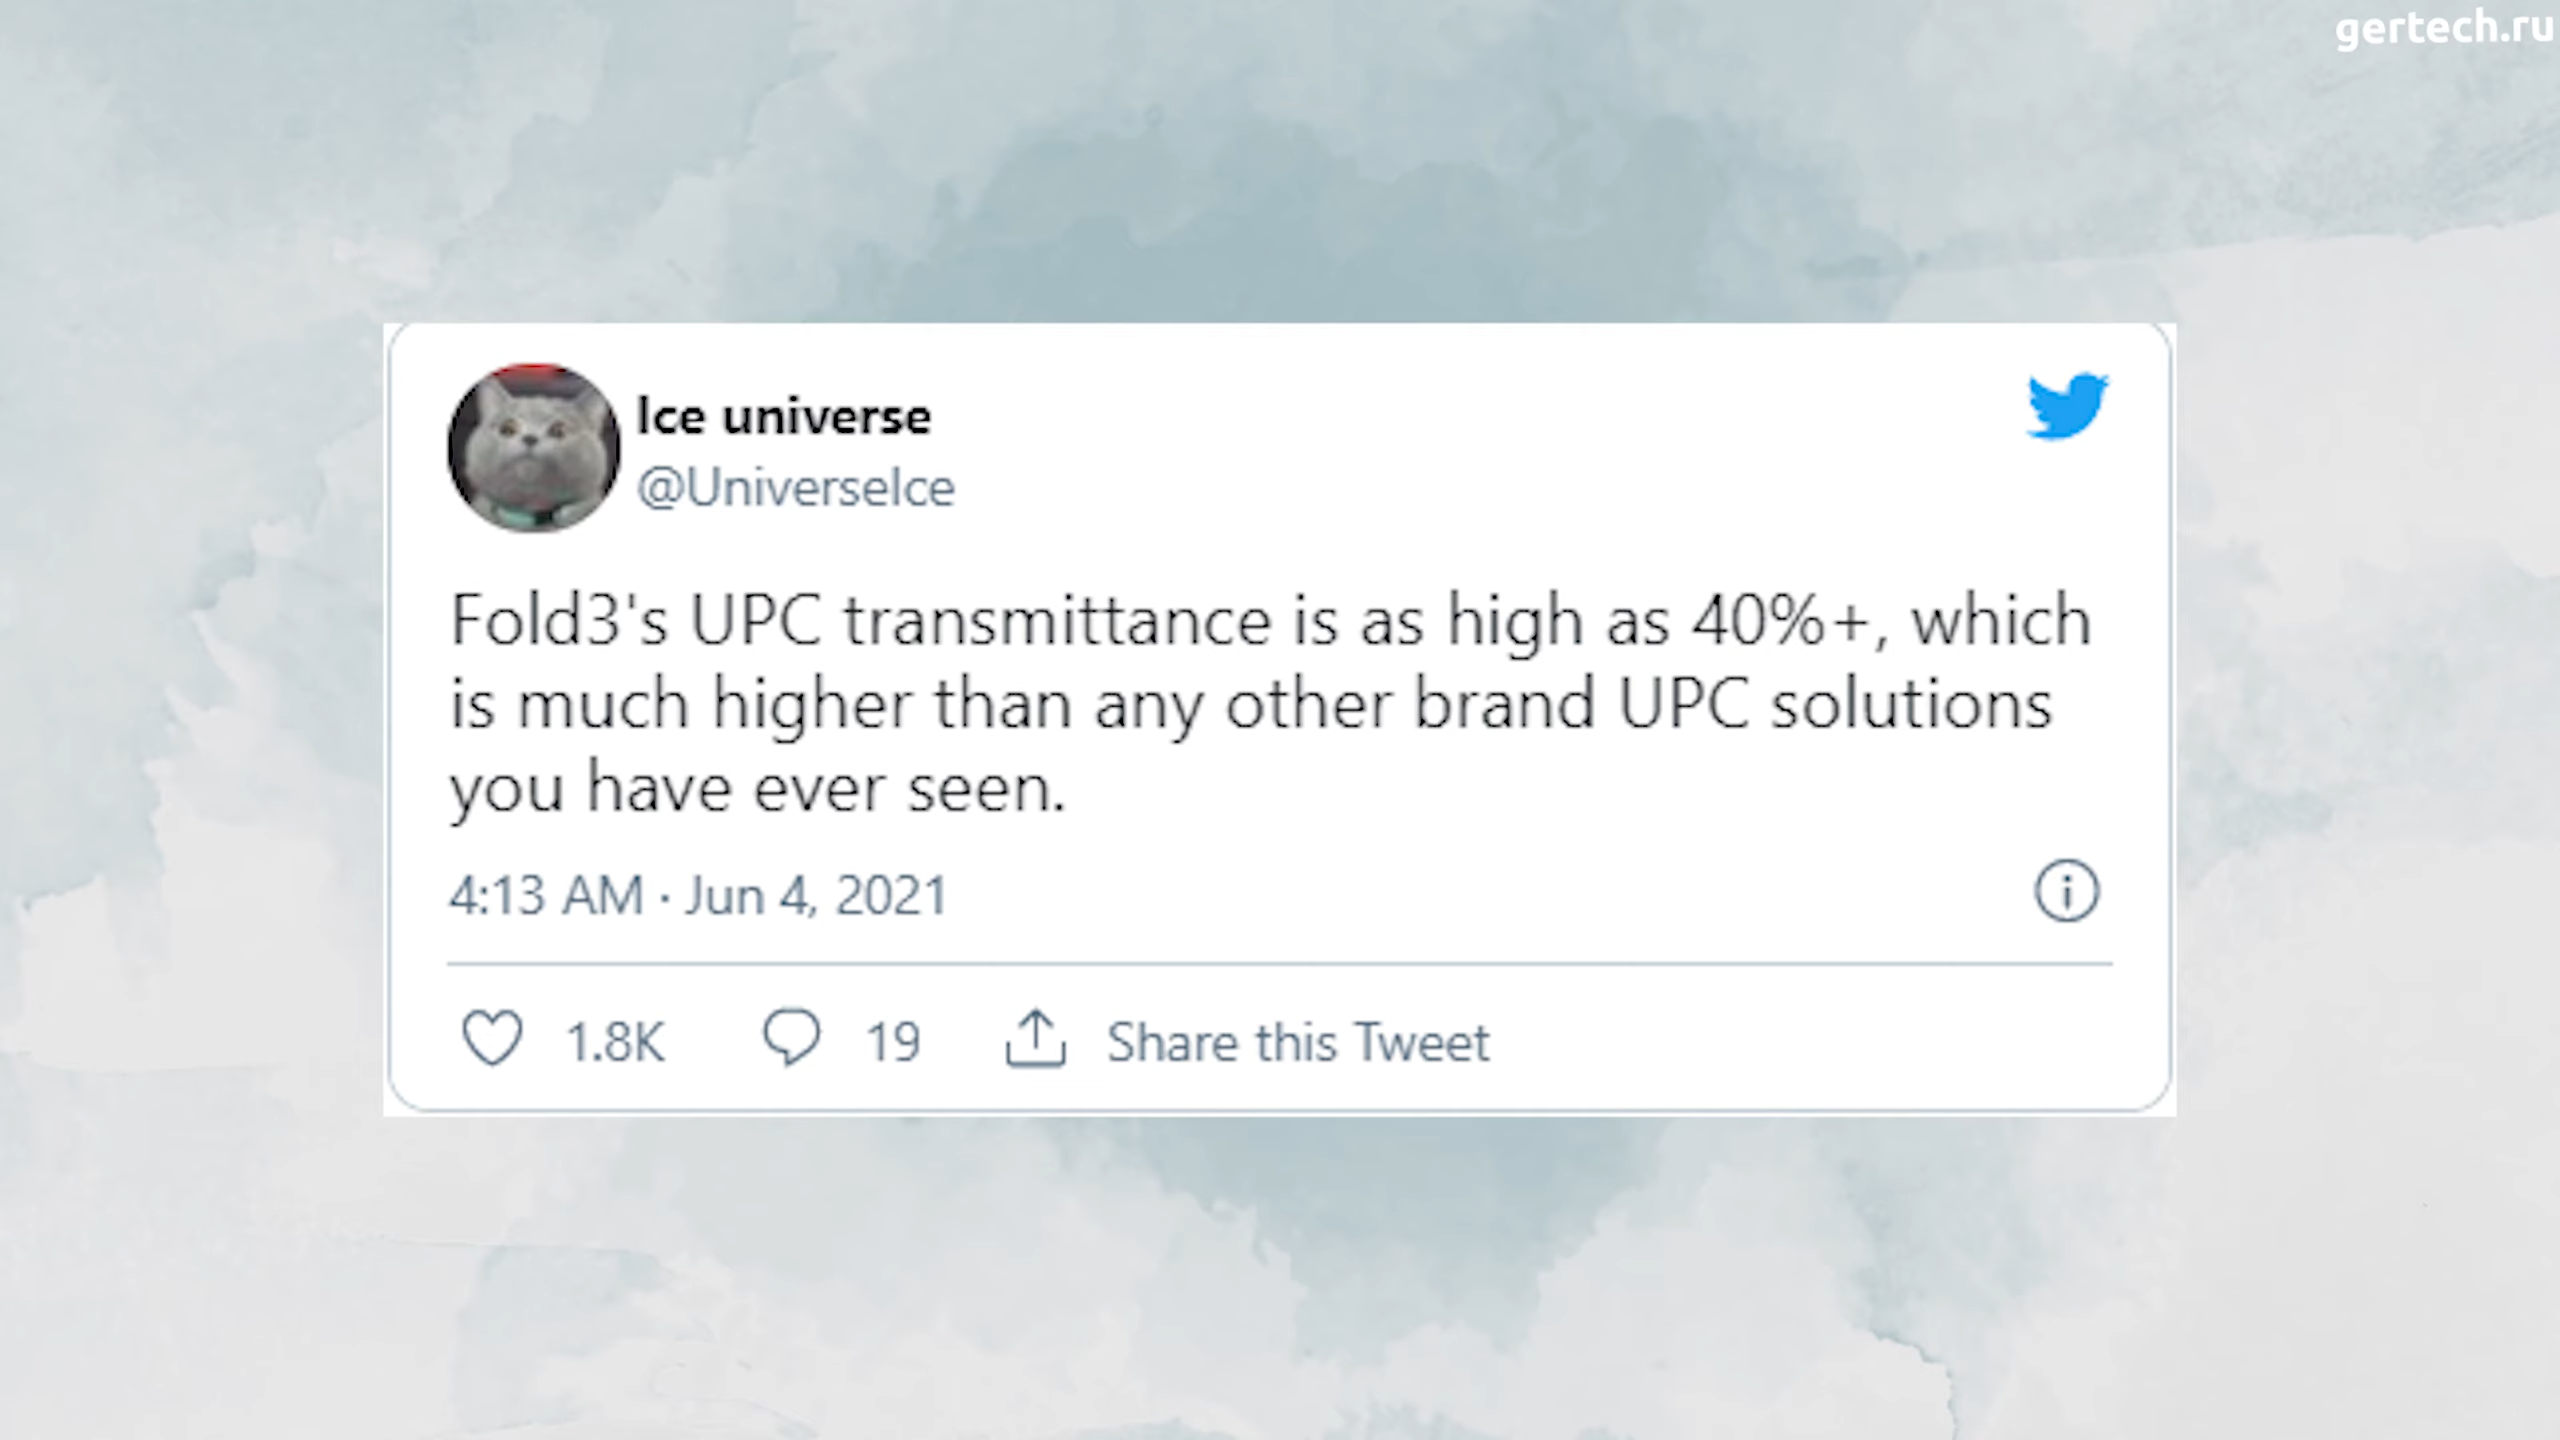 gertech.ru
Ice universe
@UniverseIce
Fold3's UPC transmittance is as high as 40%+, which
is much higher than any other brand UPC solutions
you have ever seen.
4:13 AM · Jun 4, 2021
1.8K 19 Share this Tweet